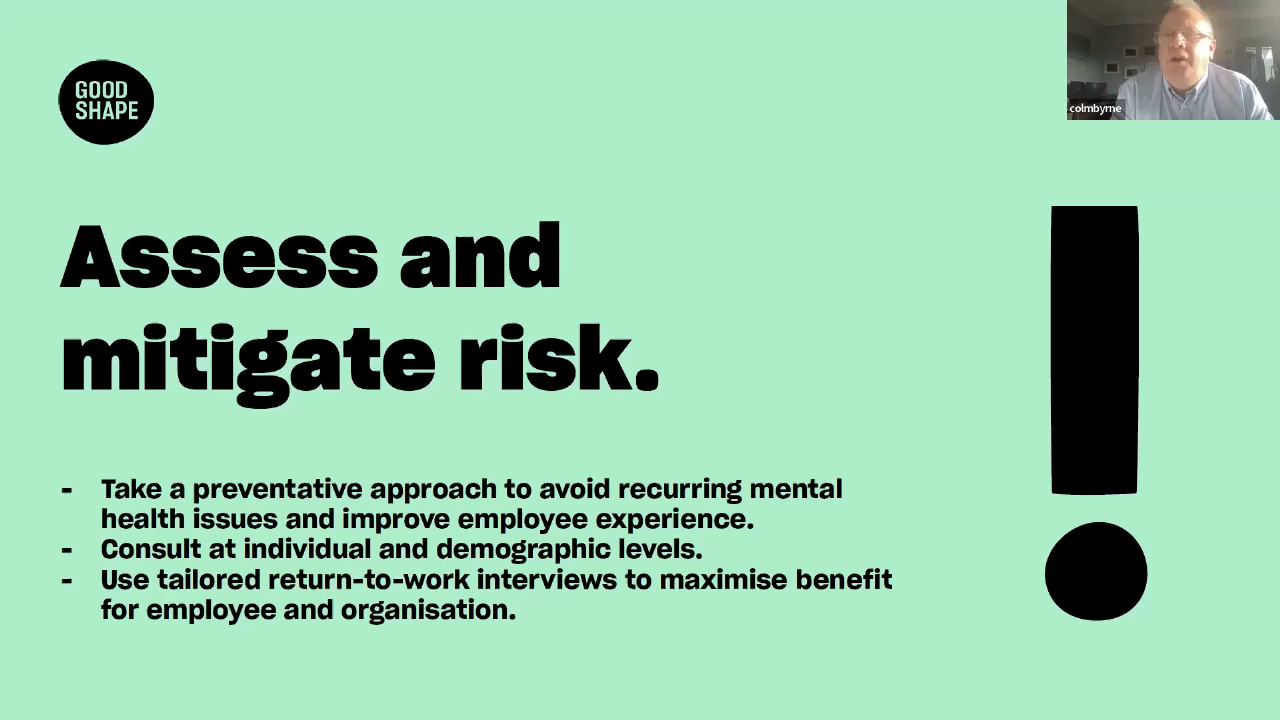 GOOD
SHAPE
colmbyrne
Assess and
mitigate risk.
- Take a preventative approach to avoid recurring mental
health issues and improve employee experience.
- Consult at individual and demographic levels.
- Use tailored return-to-work interviews to maximise benefit
for employee and organisation.
!